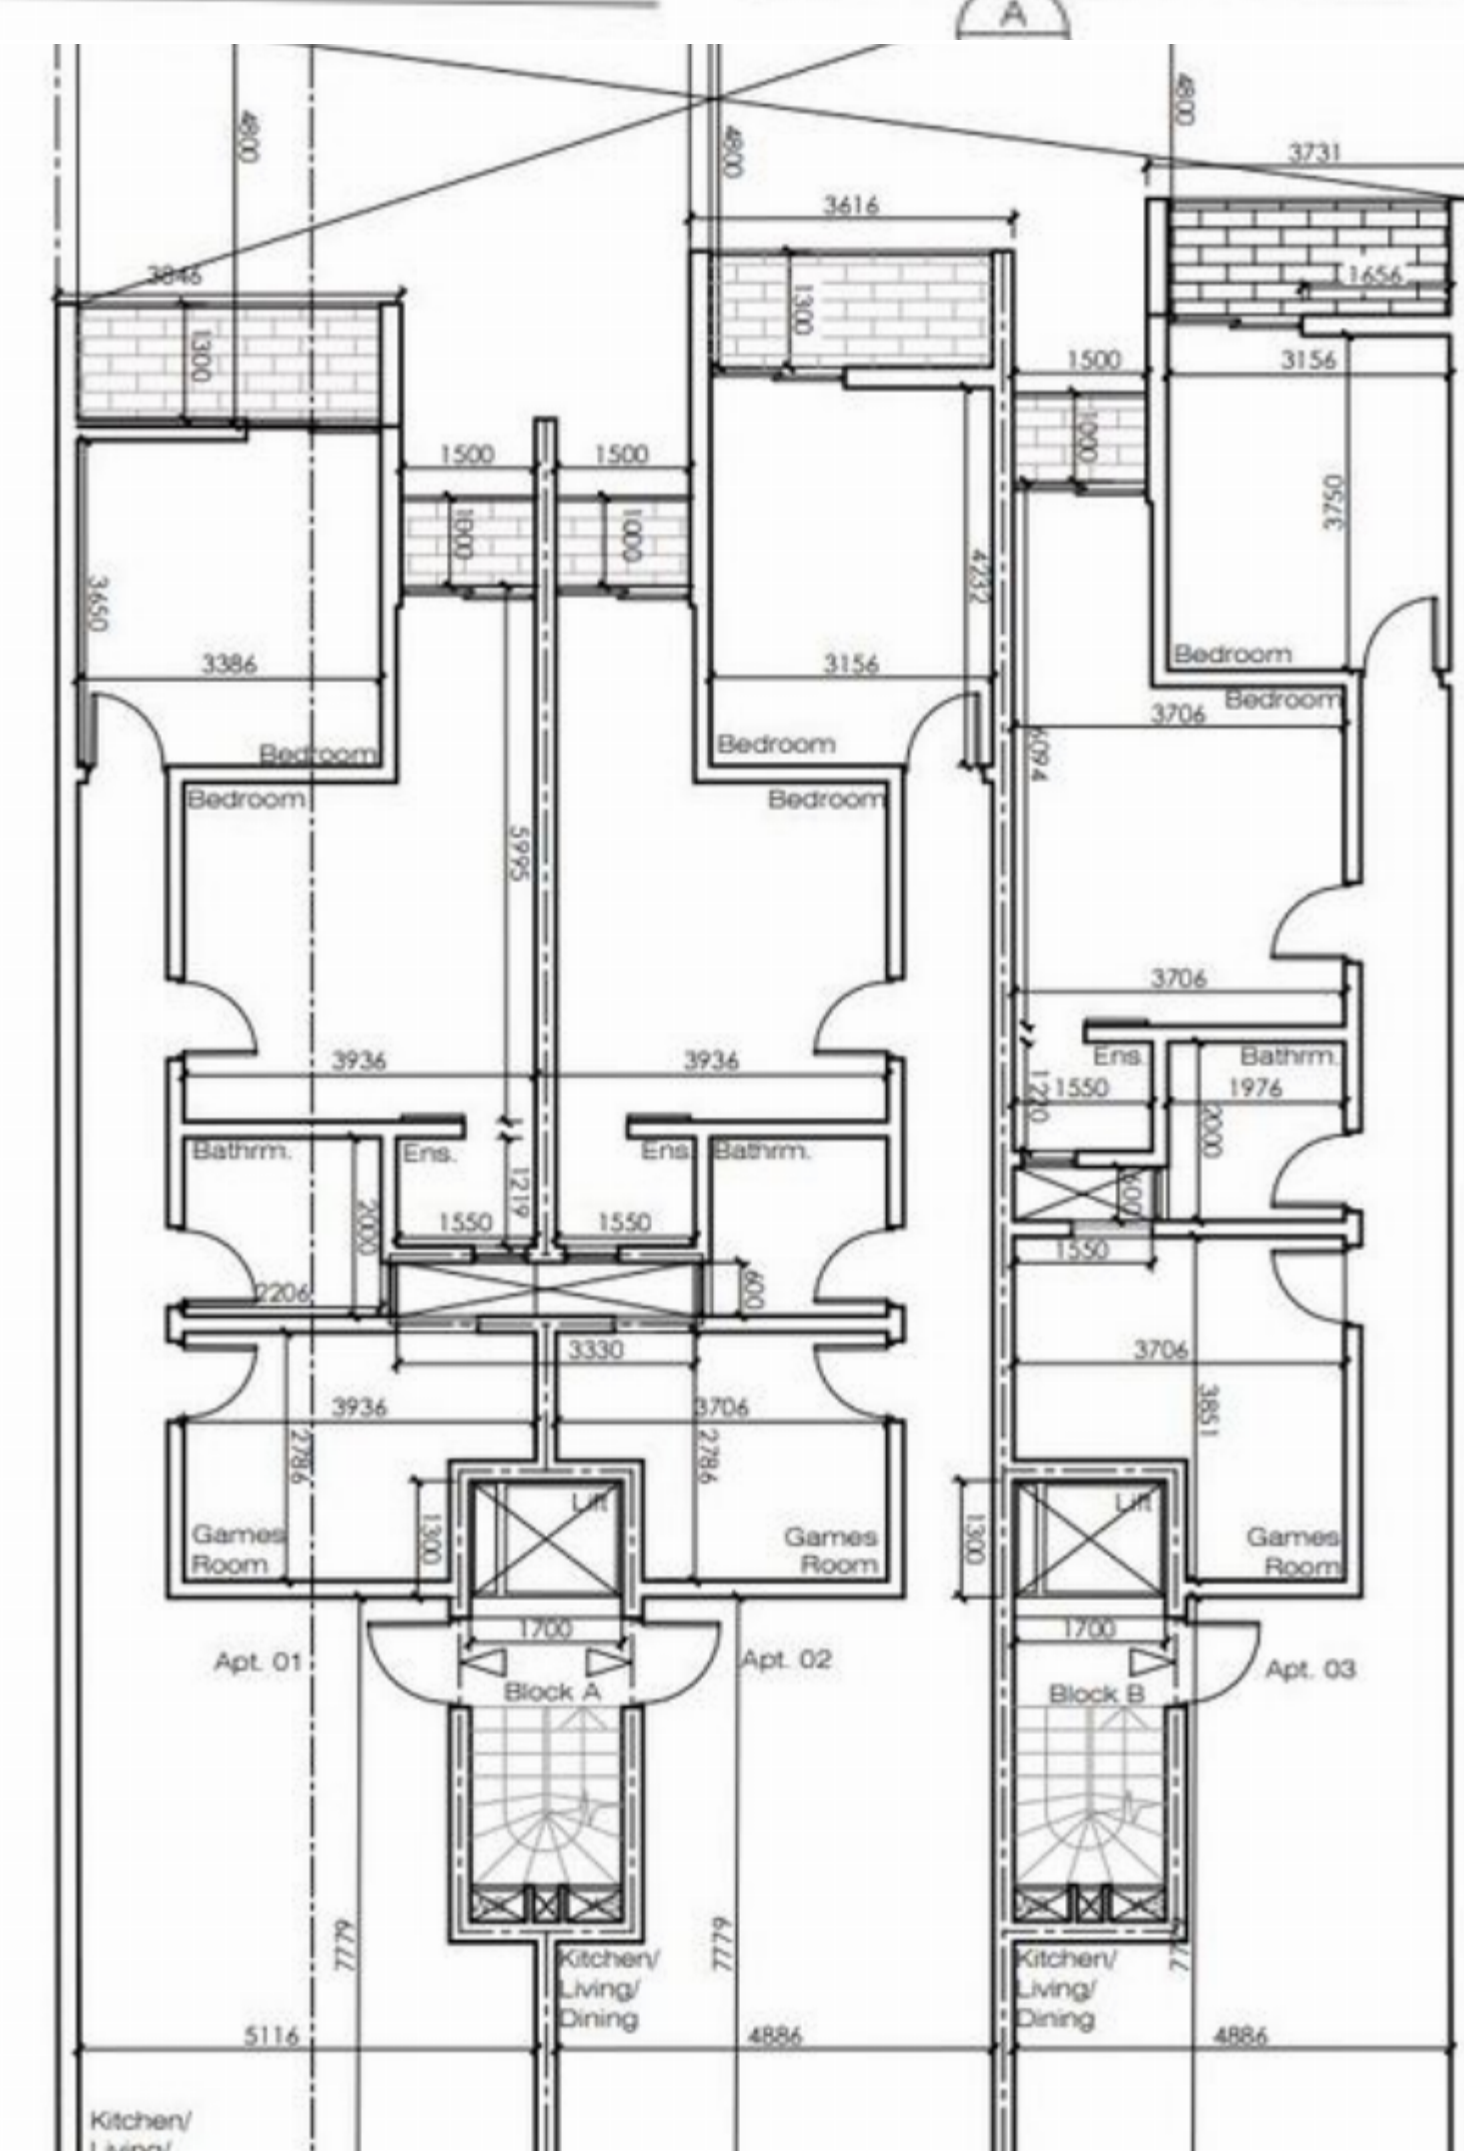 A
4800
4800
4800
3731
3616
3846
1656
1300
1300
1500
3156
1000
1500
1500
3750
1000
1000
4232
3650
3386
3156
Bedroom
Bedroom
3706
Bedroom
Bedroom
6094
Bedroom
Bedroom
5995
3706
3936
3936
Ens.
Bathrm.
1550
1976
1220
2000
Bathrm.
Ens.
Ens.
Bathrm.
1219
2000
1550
1550
600
1550
2206
600
3330
3706
3936
3706
3851
2786
2786
Lift
Lift
1300
1300
Games
Room
Games
Room
Games
Room
1700
1700
Apt. 01
Apt. 02
Apt. 03
Block A
Block B
7779
7779
Kitchen/
Living/
Dining
Kitchen/
Living/
Dining
5116
4886
4886
Kitchen/
Living/